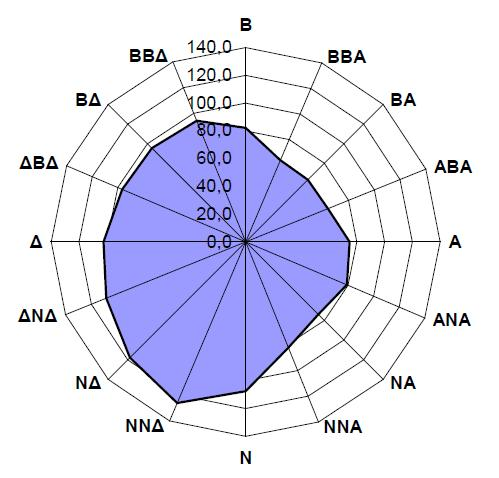 Β
ΒΒΔ
140,0
ΒΒΑ
120,0
ΒΔ
100,0
ΒΑ
80,0
ΔΒΔ
60,0
ΑΒΑ
40,0
20,0
Δ
0,0
Α
ΔΝΔ
ΑΝΑ
ΝΔ
ΝΑ
ΝΝΔ
ΝΝΑ
Ν